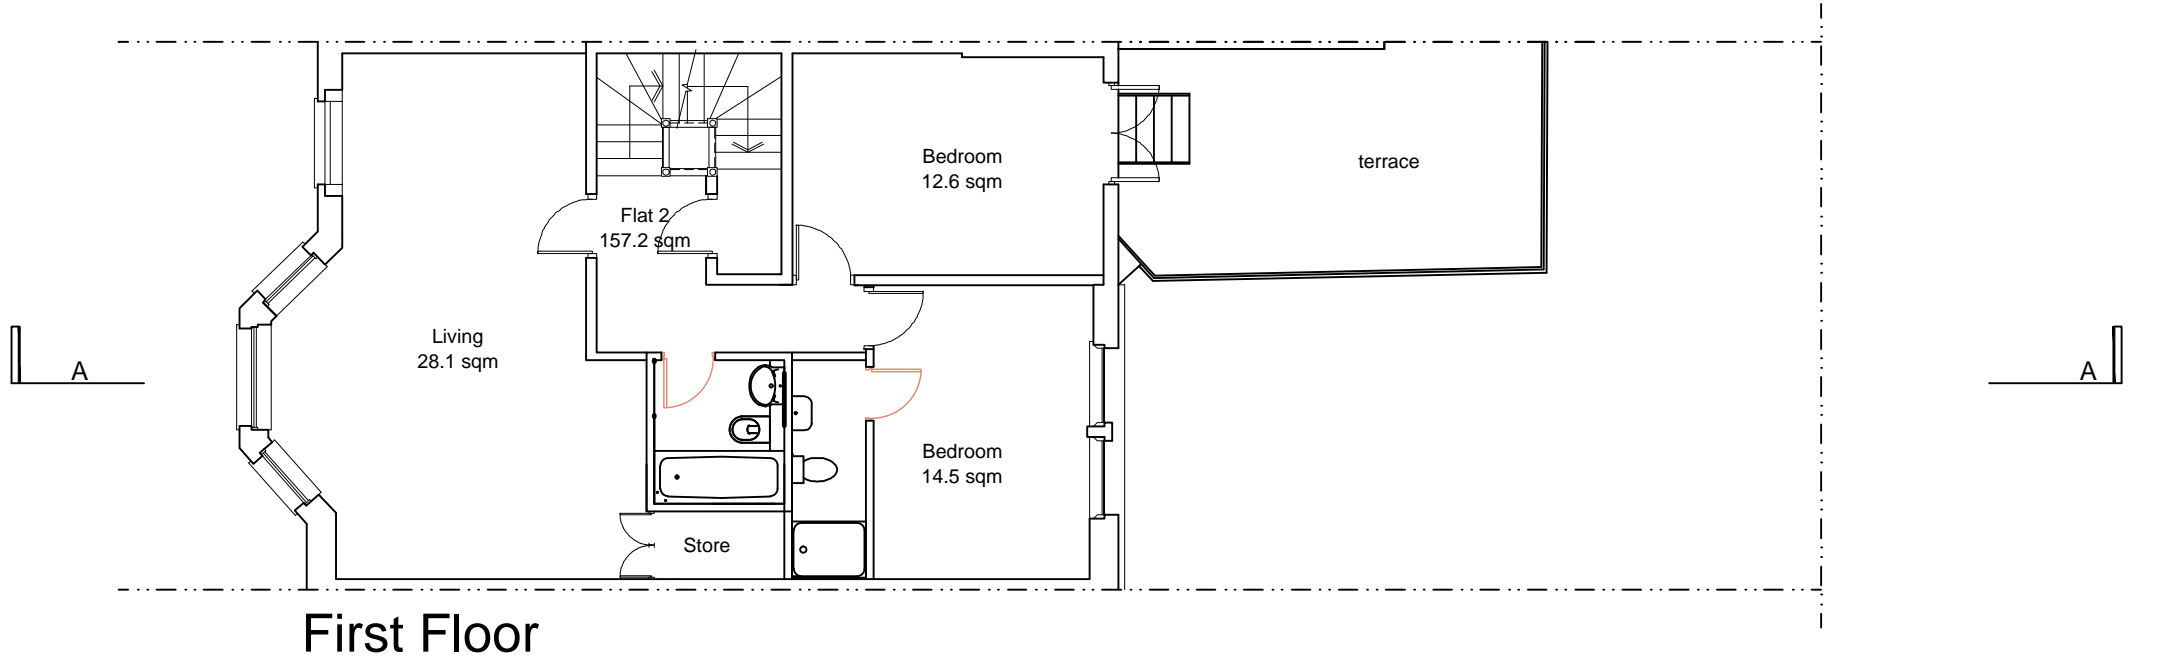 Bedroom
12.6 sqm
terrace
Flat 2
157.2 sqm
Living
28.1 sqm
A
A
Bedroom
14.5 sqm
Store
First Floor